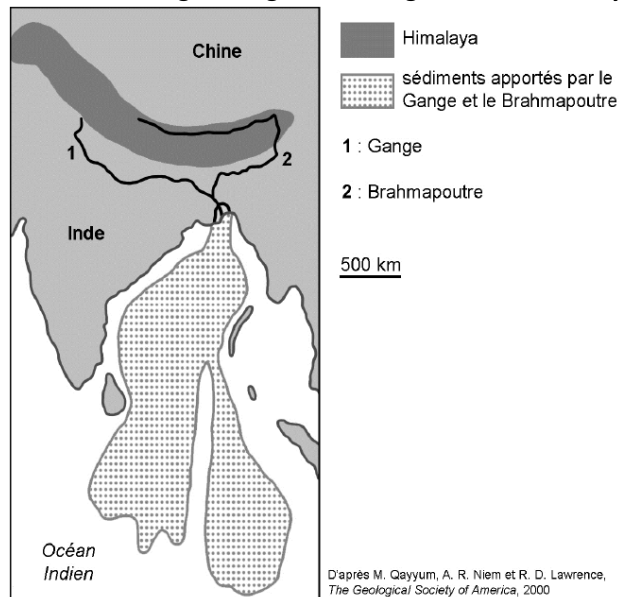 Chine
1
2
Inde
Océan
Indien
Himalaya
sédiments apportés par le
Gange et le Brahmapoutre
1 : Gange
2 : Brahmapoutre
500 km
D'après M. Qayyum, A. R. Niem et R. D. Lawrence,
The Geological Society of America, 2000